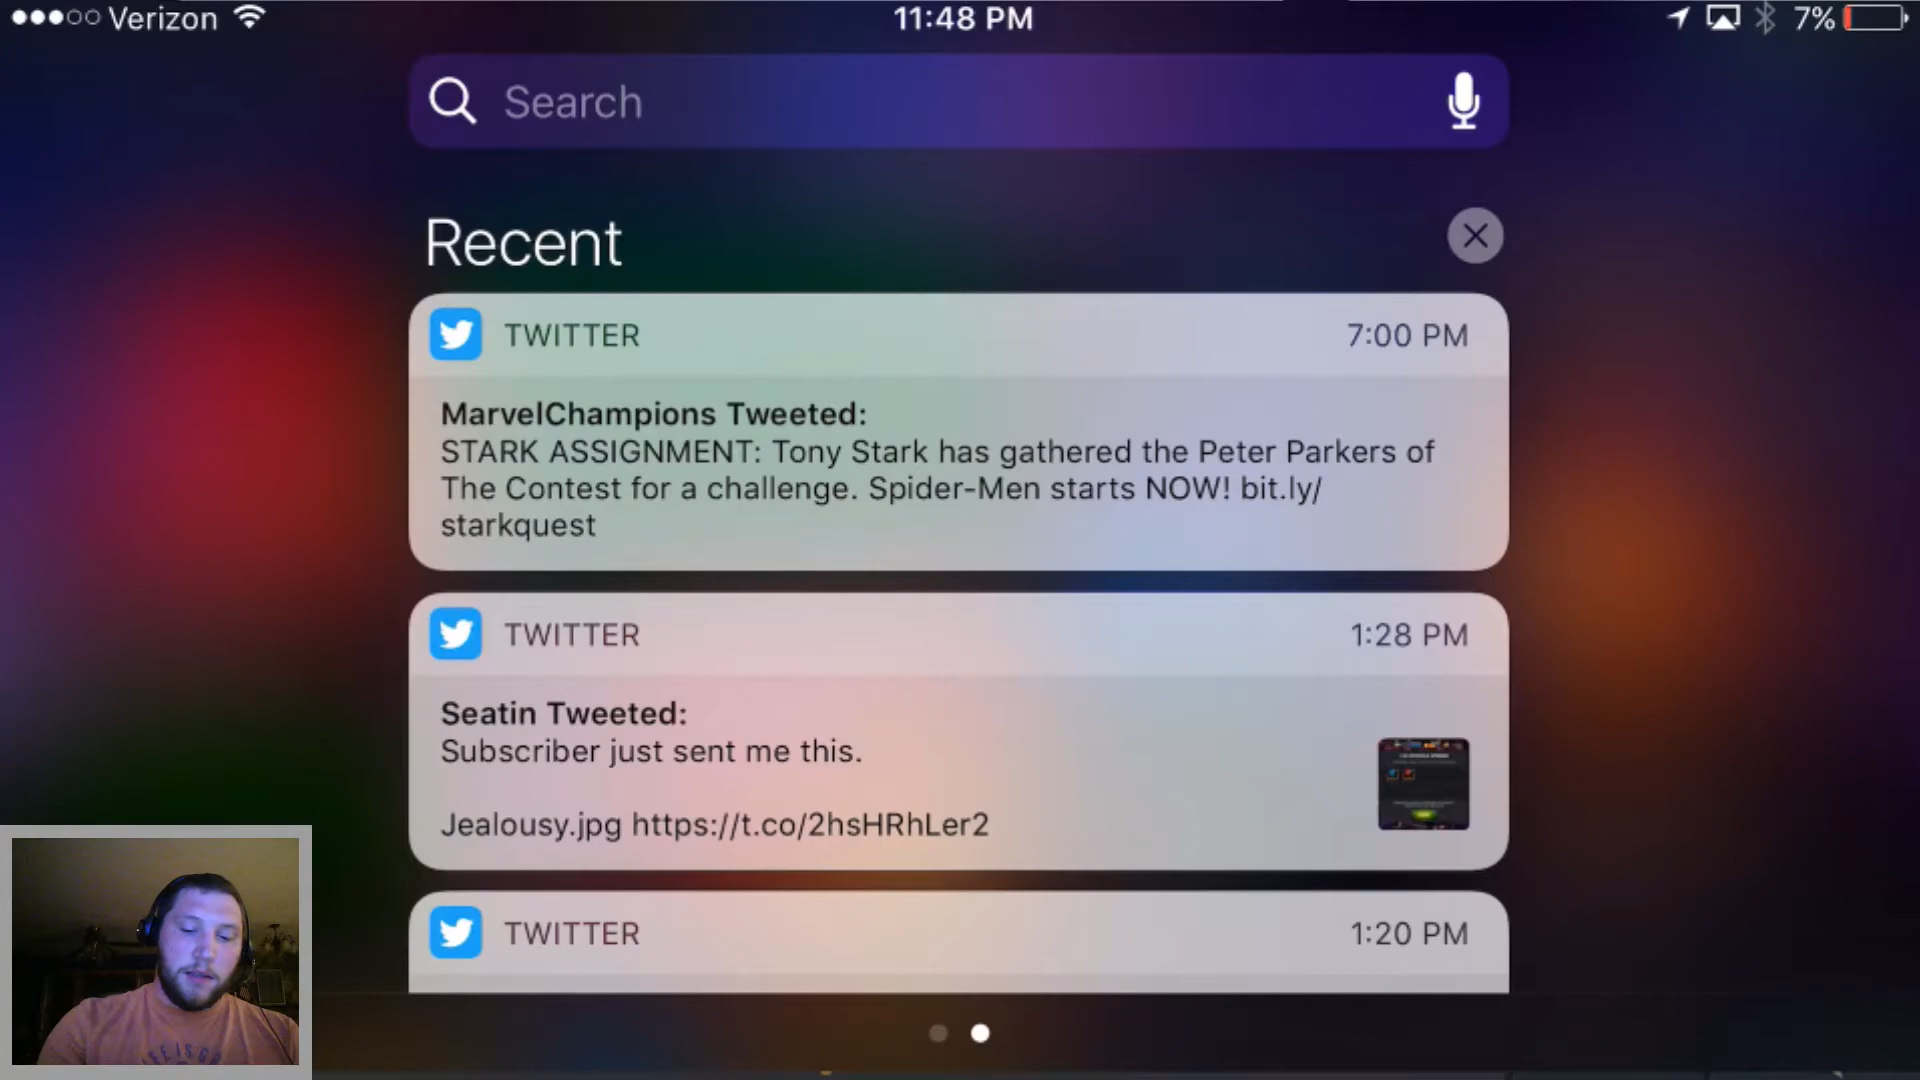 Verizon 11:48 PM 7%
Search
Recent
TWITTER 7:00 PM
MarvelChampions Tweeted:
STARK ASSIGNMENT: Tony Stark has gathered the Peter Parkers of
The Contest for a challenge. Spider-Men starts NOW! bit.ly/
starkquest
TWITTER 1:28 PM
Seatin Tweeted:
Subscriber just sent me this.
Jealousy.jpg https://t.co/2hsHRhLer2
TWITTER 1:20 PM